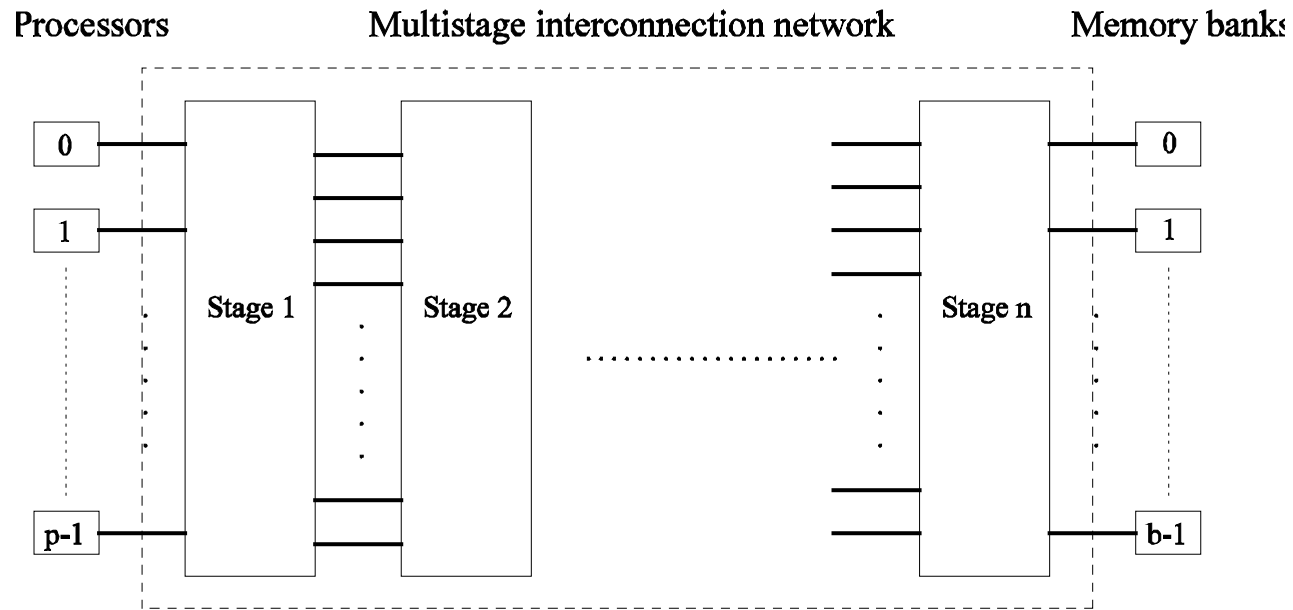 Processors Multistage interconnection network Memory banks
0 0
1 1
Stage 1 Stage 2 Stage n
p-1 b-1